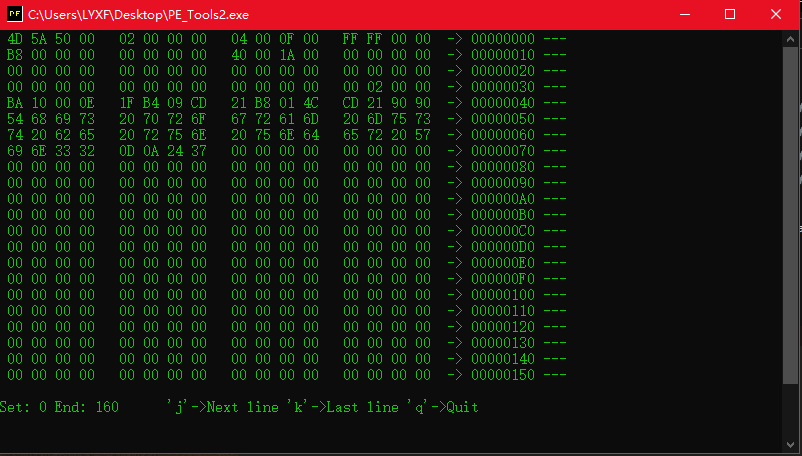 PF C:\Users\LYXF\Desktop\PE_Tools2.exe
4D 5A 50 00 02 00 00 00 04 00 0F 00 FF FF 00 00 -> 00000000 ---
B8 00 00 00 00 00 00 00 40 00 1A 00 00 00 00 00 -> 00000010 ---
00 00 00 00 00 00 00 00 00 00 00 00 00 00 00 00 -> 00000020 ---
00 00 00 00 00 00 00 00 00 00 00 00 00 02 00 00 -> 00000030 ---
BA 10 00 0E 1F B4 09 CD 21 B8 01 4C CD 21 90 90 -> 00000040 ---
54 68 69 73 20 70 72 6F 67 72 61 6D 20 6D 75 73 -> 00000050 ---
74 20 62 65 20 72 75 6E 20 75 6E 64 65 72 20 57 -> 00000060 ---
69 6E 33 32 0D 0A 24 37 00 00 00 00 00 00 00 00 -> 00000070 ---
00 00 00 00 00 00 00 00 00 00 00 00 00 00 00 00 -> 00000080 ---
00 00 00 00 00 00 00 00 00 00 00 00 00 00 00 00 -> 00000090 ---
00 00 00 00 00 00 00 00 00 00 00 00 00 00 00 00 -> 000000A0 ---
00 00 00 00 00 00 00 00 00 00 00 00 00 00 00 00 -> 000000B0 ---
00 00 00 00 00 00 00 00 00 00 00 00 00 00 00 00 -> 000000C0 ---
00 00 00 00 00 00 00 00 00 00 00 00 00 00 00 00 -> 000000D0 ---
00 00 00 00 00 00 00 00 00 00 00 00 00 00 00 00 -> 000000E0 ---
00 00 00 00 00 00 00 00 00 00 00 00 00 00 00 00 -> 000000F0 ---
00 00 00 00 00 00 00 00 00 00 00 00 00 00 00 00 -> 00000100 ---
00 00 00 00 00 00 00 00 00 00 00 00 00 00 00 00 -> 00000110 ---
00 00 00 00 00 00 00 00 00 00 00 00 00 00 00 00 -> 00000120 ---
00 00 00 00 00 00 00 00 00 00 00 00 00 00 00 00 -> 00000130 ---
00 00 00 00 00 00 00 00 00 00 00 00 00 00 00 00 -> 00000140 ---
00 00 00 00 00 00 00 00 00 00 00 00 00 00 00 00 -> 00000150 ---
Set: 0 End: 160 'j'->Next line 'k'->Last line 'q'->Quit